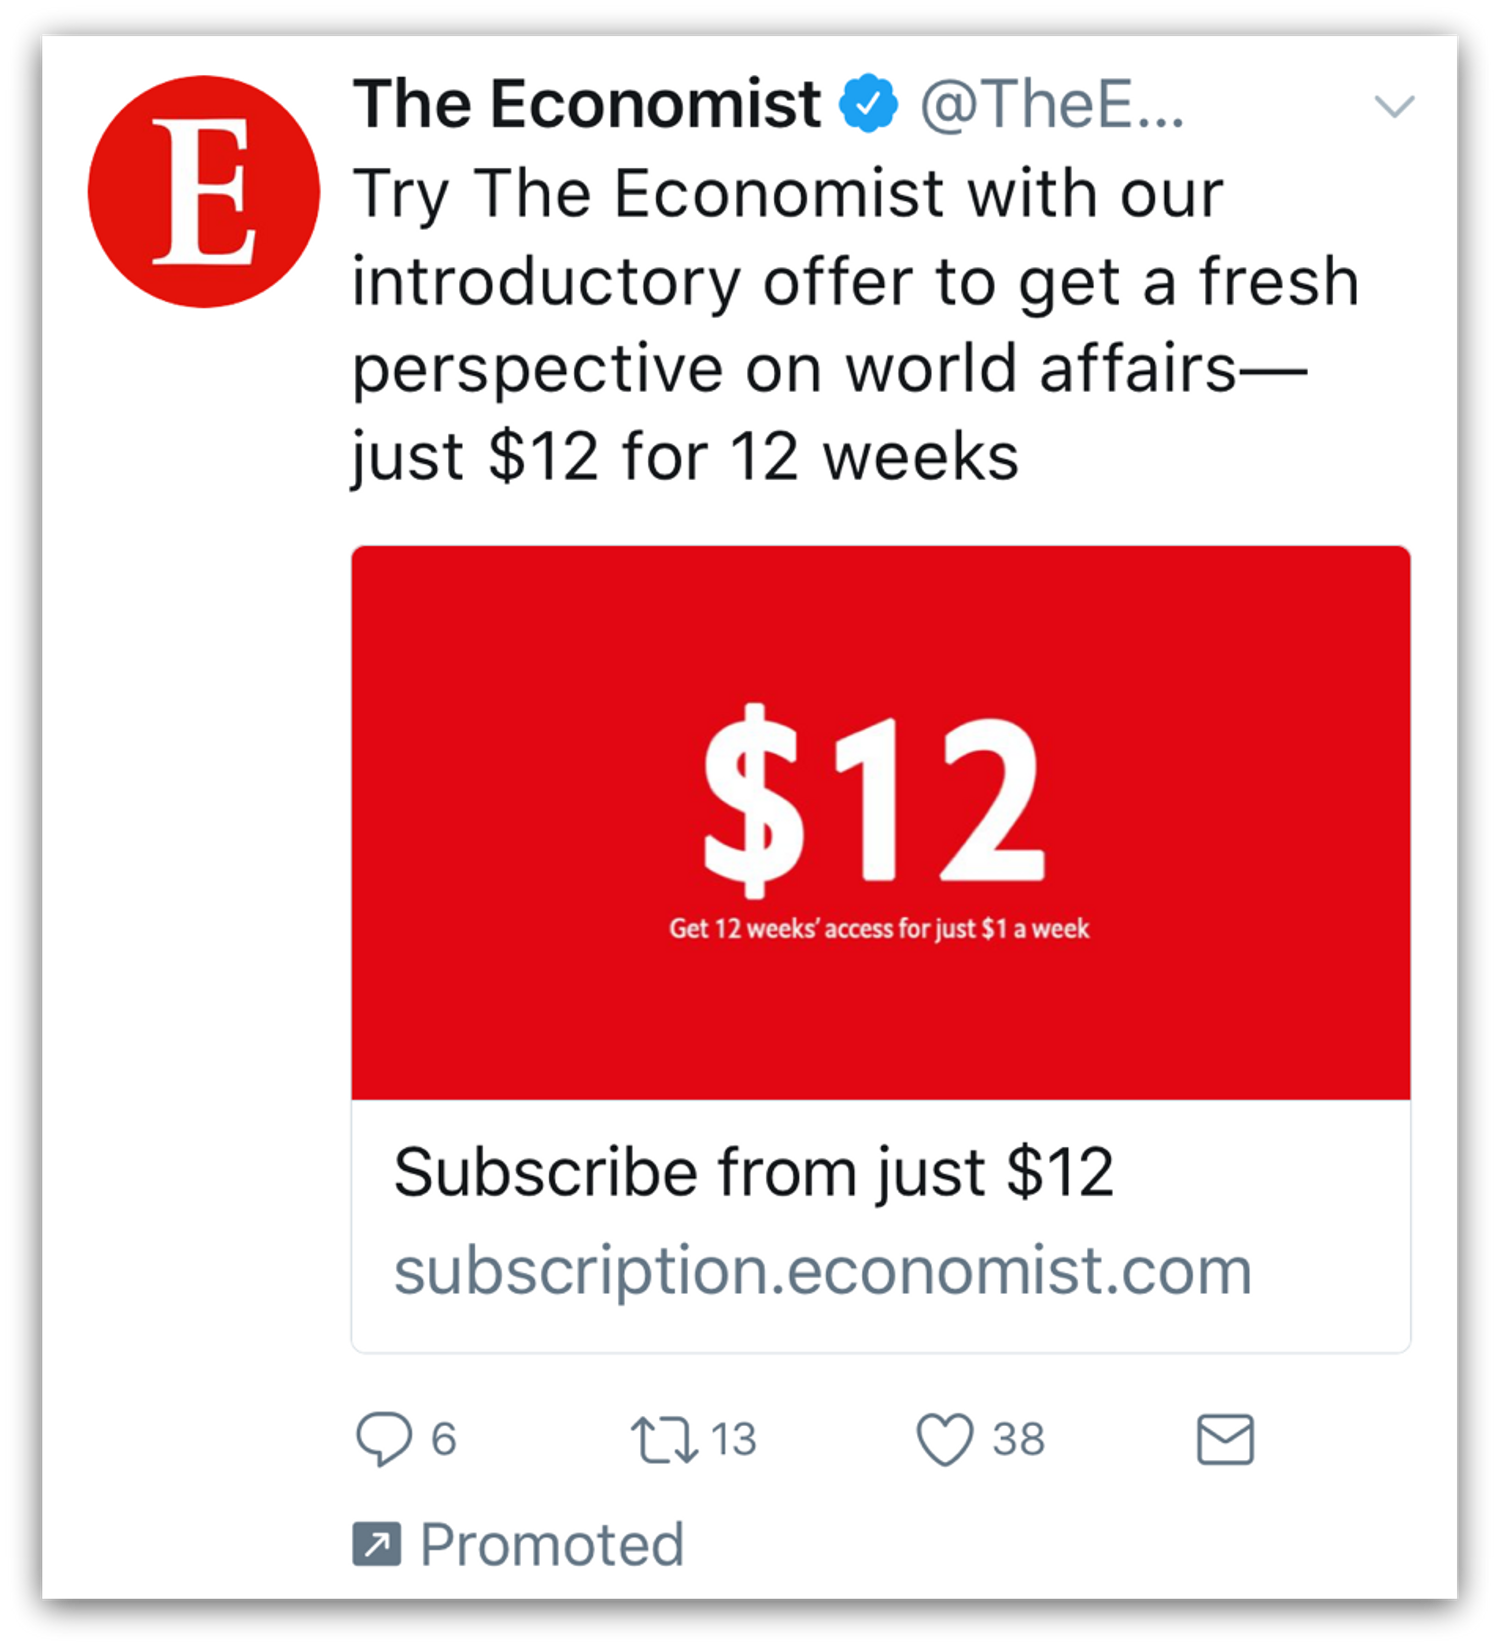 E
The Economist @TheE...
Try The Economist with our
introductory offer to get a fresh
perspective on world affairs—
just $12 for 12 weeks
$12
Get 12 weeks’ access for just $1 a week
Subscribe from just $12
subscription.economist.com
6 13 38
Promoted